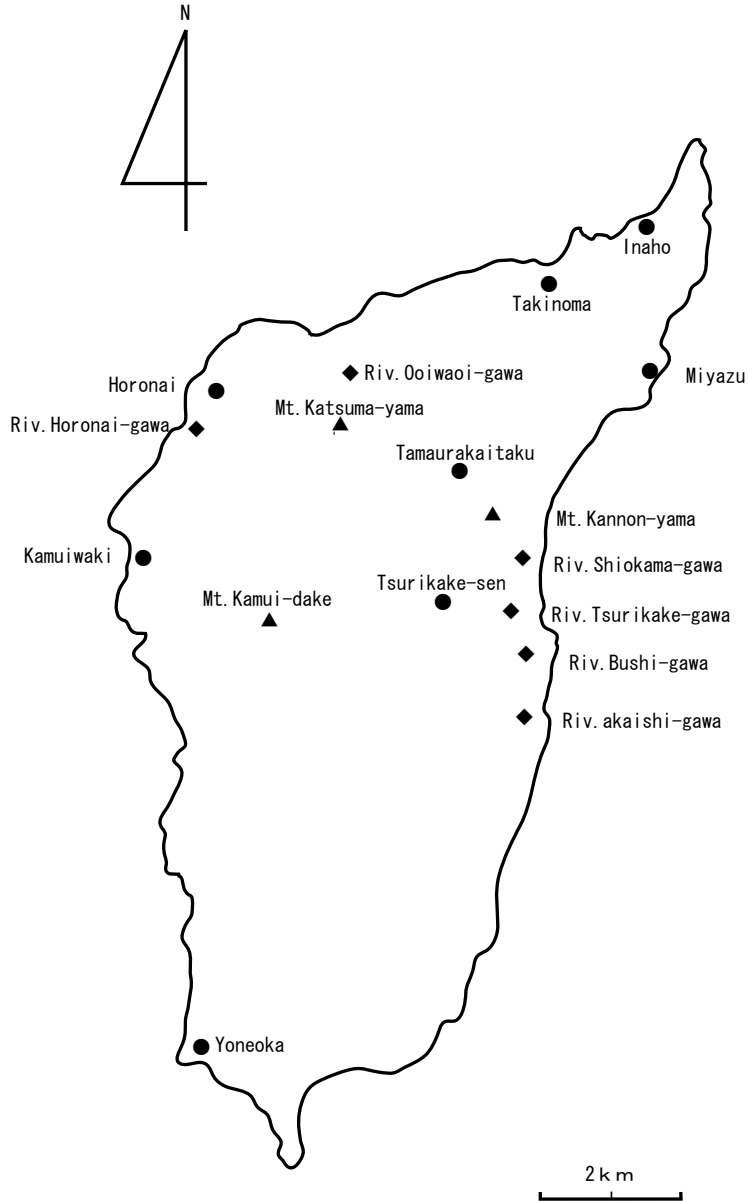 N
Inaho
Takinoma
Riv.Ooiwaoi-gawa
Miyazu
Horonai
Mt.Katsuma-yama
Riv.Horonai-gawa
Tamaurakaitaku
Mt.Kannon-yama
Kamuiwaki
Riv.Shiokama-gawa
Tsurikake-sen
Mt.Kamui-dake
Riv.Tsurikake-gawa
Riv.Bushi-gawa
Riv.akaishi-gawa
Yoneoka
2km